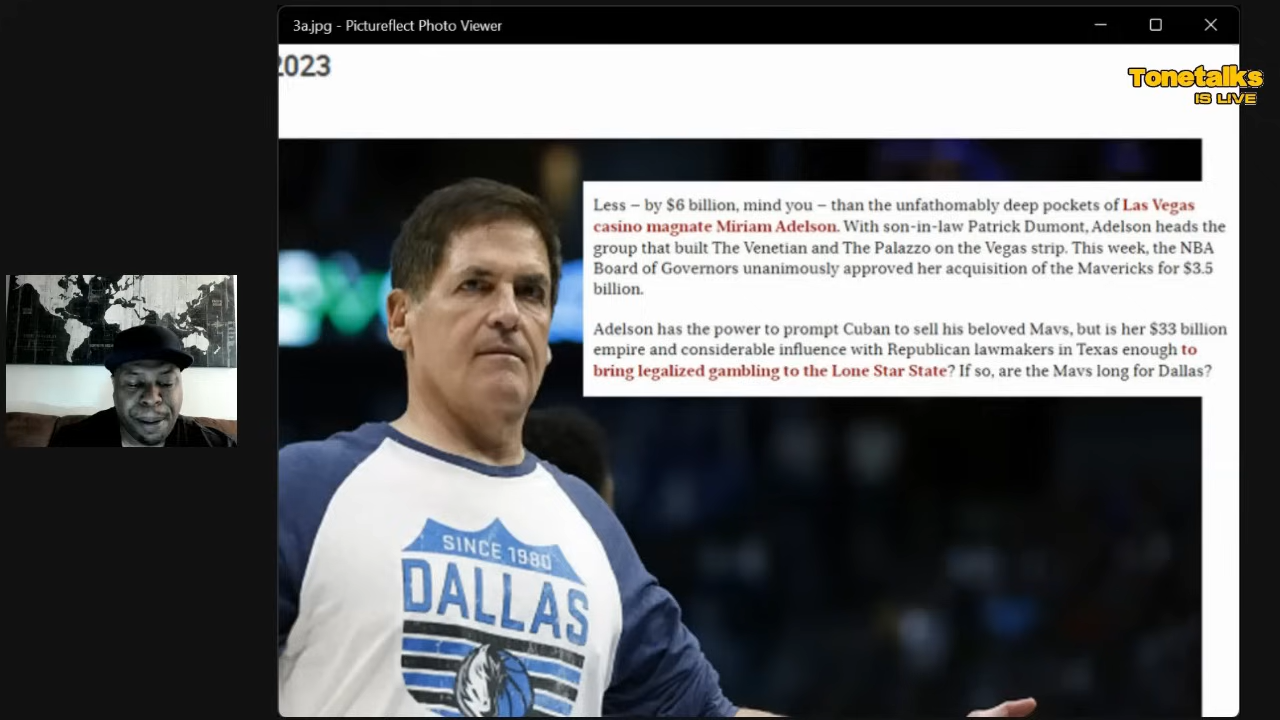 3a.jpg - Pictureflect Photo Viewer
2023
Tonetalks
IS LIVE
Less – by $6 billion, mind you – than the unfathomably deep pockets of Las Vegas
casino magnate Miriam Adelson. With son-in-law Patrick Dumont, Adelson heads the
group that built The Venetian and The Palazzo on the Vegas strip. This week, the NBA
Board of Governors unanimously approved her acquisition of the Mavericks for $3.5
billion.
Adelson has the power to prompt Cuban to sell his beloved Mavs, but is her $33 billion
empire and considerable influence with Republican lawmakers in Texas enough to
bring legalized gambling to the Lone Star State? If so, are the Mavs long for Dallas?
SINCE 1980
DALLAS